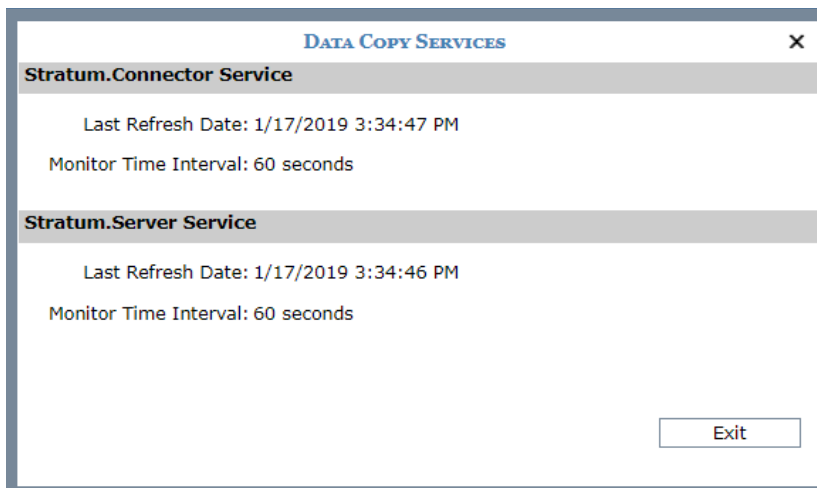 DATA COPY SERVICES
Stratum.Connector Service
Last Refresh Date: 1/17/2019 3:34:47 PM
Monitor Time Interval: 60 seconds
Stratum.Server Service
Last Refresh Date: 1/17/2019 3:34:46 PM
Monitor Time Interval: 60 seconds
Exit